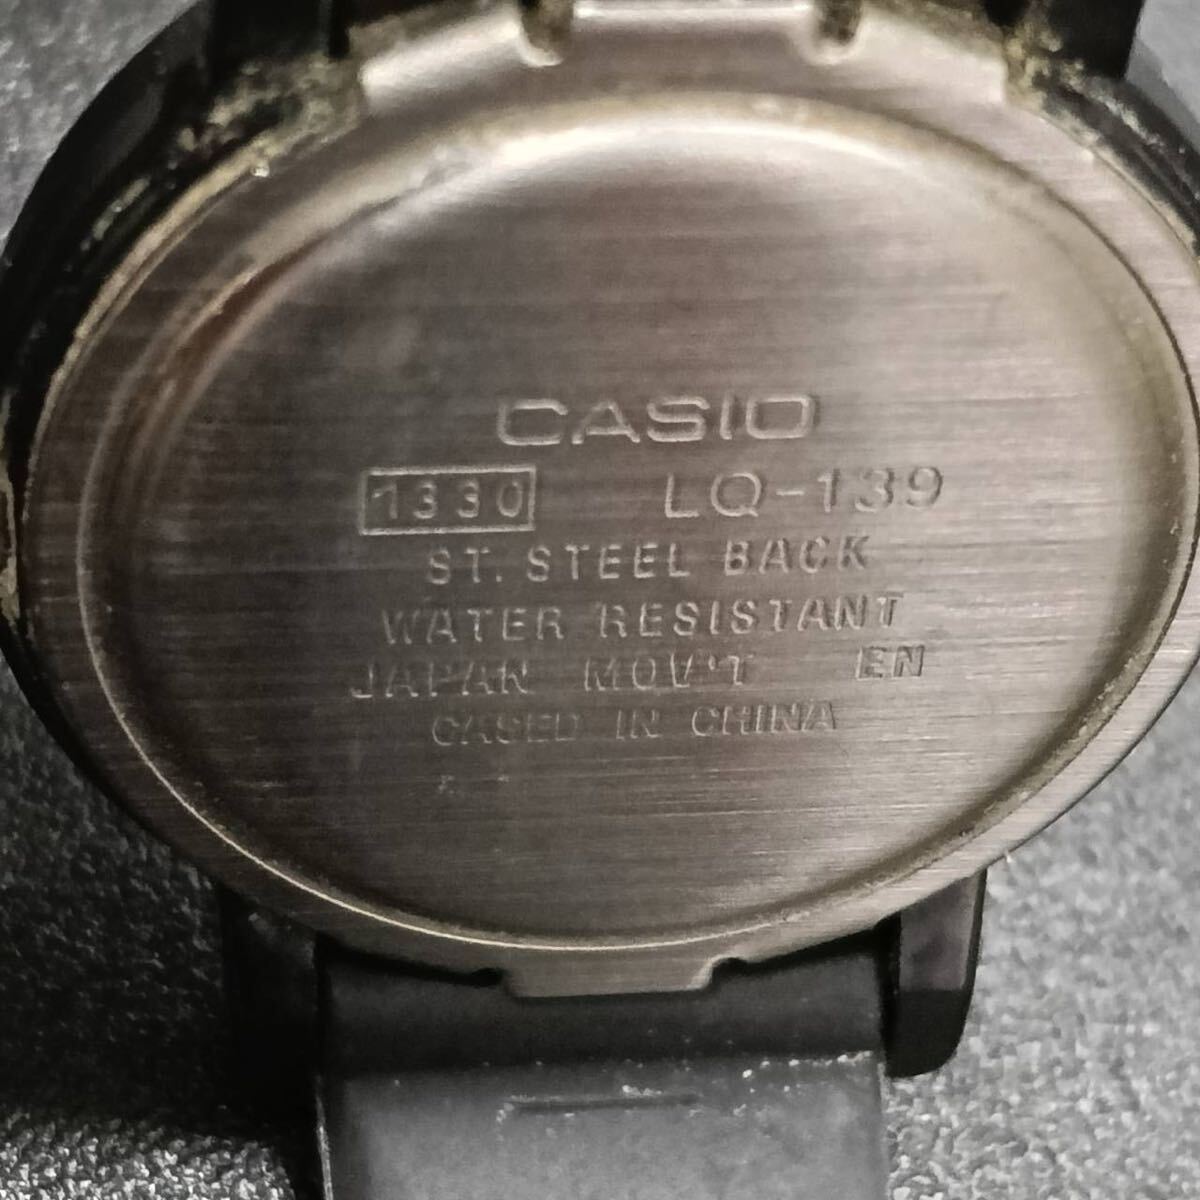 CASIO
1330 LQ-139
ST. STEEL BACK
WATER RESISTANT
JAPAN MOV'T EN
CASED IN CHINA